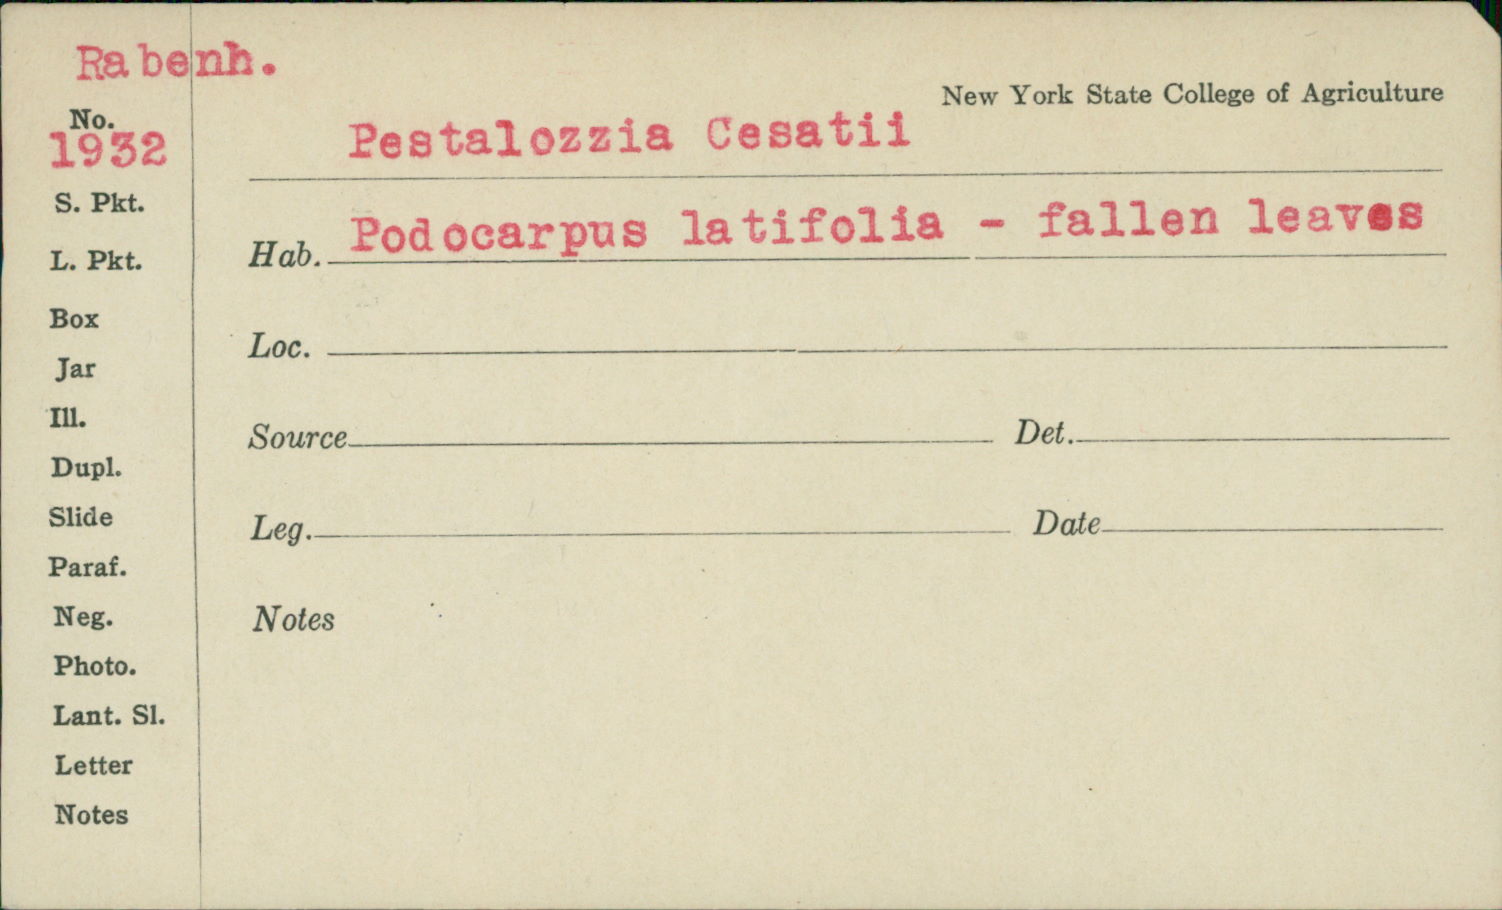 Rabenh.
New York State College of Agriculture
No.
1932
Pestalozzia Cesatii
S. Pkt.
Hab. Podocarpus latifolia - fallen leaves
L. Pkt.
Box
Loc.
Jar
Ill.
Source Det.
Dupl.
Slide
Leg. Date
Paraf.
Neg.
Notes
Photo.
Lant. Sl.
Letter
Notes